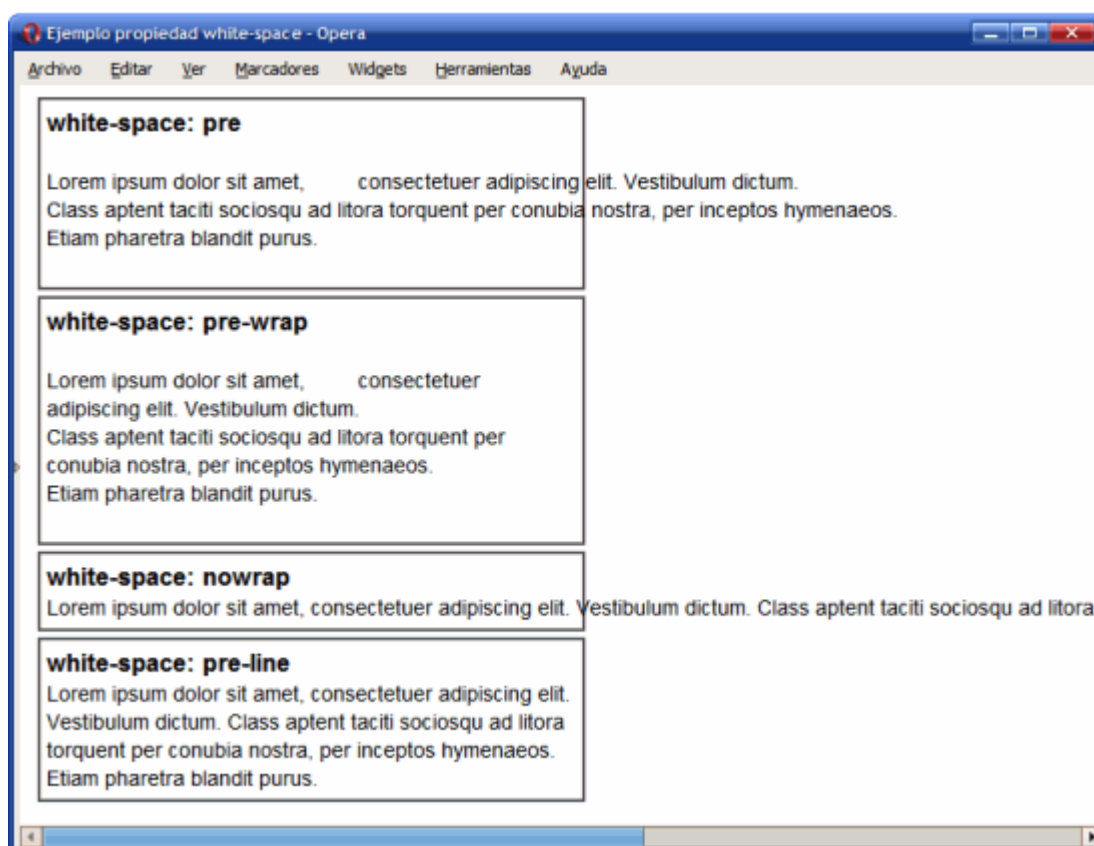 Ejemplo propiedad white-space - Opera
Archivo Editar Ver Marcadores Widgets Herramientas Ayuda
white-space: pre
Lorem ipsum dolor sit amet,         consectetuer adipiscing elit. Vestibulum dictum.
Class aptent taciti sociosqu ad litora torquent per conubia nostra, per inceptos hymenaeos.
Etiam pharetra blandit purus.
white-space: pre-wrap
Lorem ipsum dolor sit amet,         consectetuer
adipiscing elit. Vestibulum dictum.
Class aptent taciti sociosqu ad litora torquent per
conubia nostra, per inceptos hymenaeos.
Etiam pharetra blandit purus.
white-space: nowrap
Lorem ipsum dolor sit amet, consectetuer adipiscing elit. Vestibulum dictum. Class aptent taciti sociosqu ad litora
white-space: pre-line
Lorem ipsum dolor sit amet, consectetuer adipiscing elit.
Vestibulum dictum. Class aptent taciti sociosqu ad litora
torquent per conubia nostra, per inceptos hymenaeos.
Etiam pharetra blandit purus.